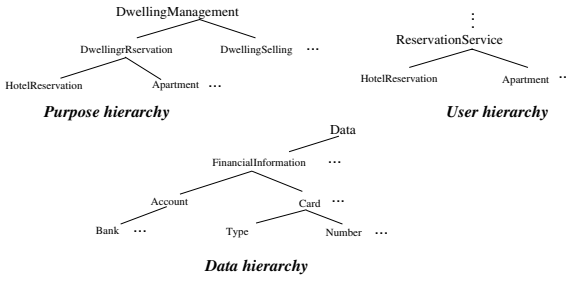 DwellingManagement
DwellingrRservation DwellingSelling ...
HotelReservation Apartment ...
Purpose hierarchy
ReservationService
HotelReservation Apartment ..
User hierarchy
Data
FinancialInformation ...
Account Card ...
Bank ... Type Number ...
Data hierarchy